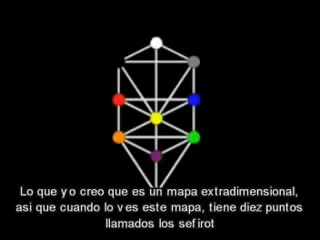 Lo que yo creo que es un mapa extradimensional,
asi que cuando lo ves este mapa, tiene diez puntos
llamados los sefirot